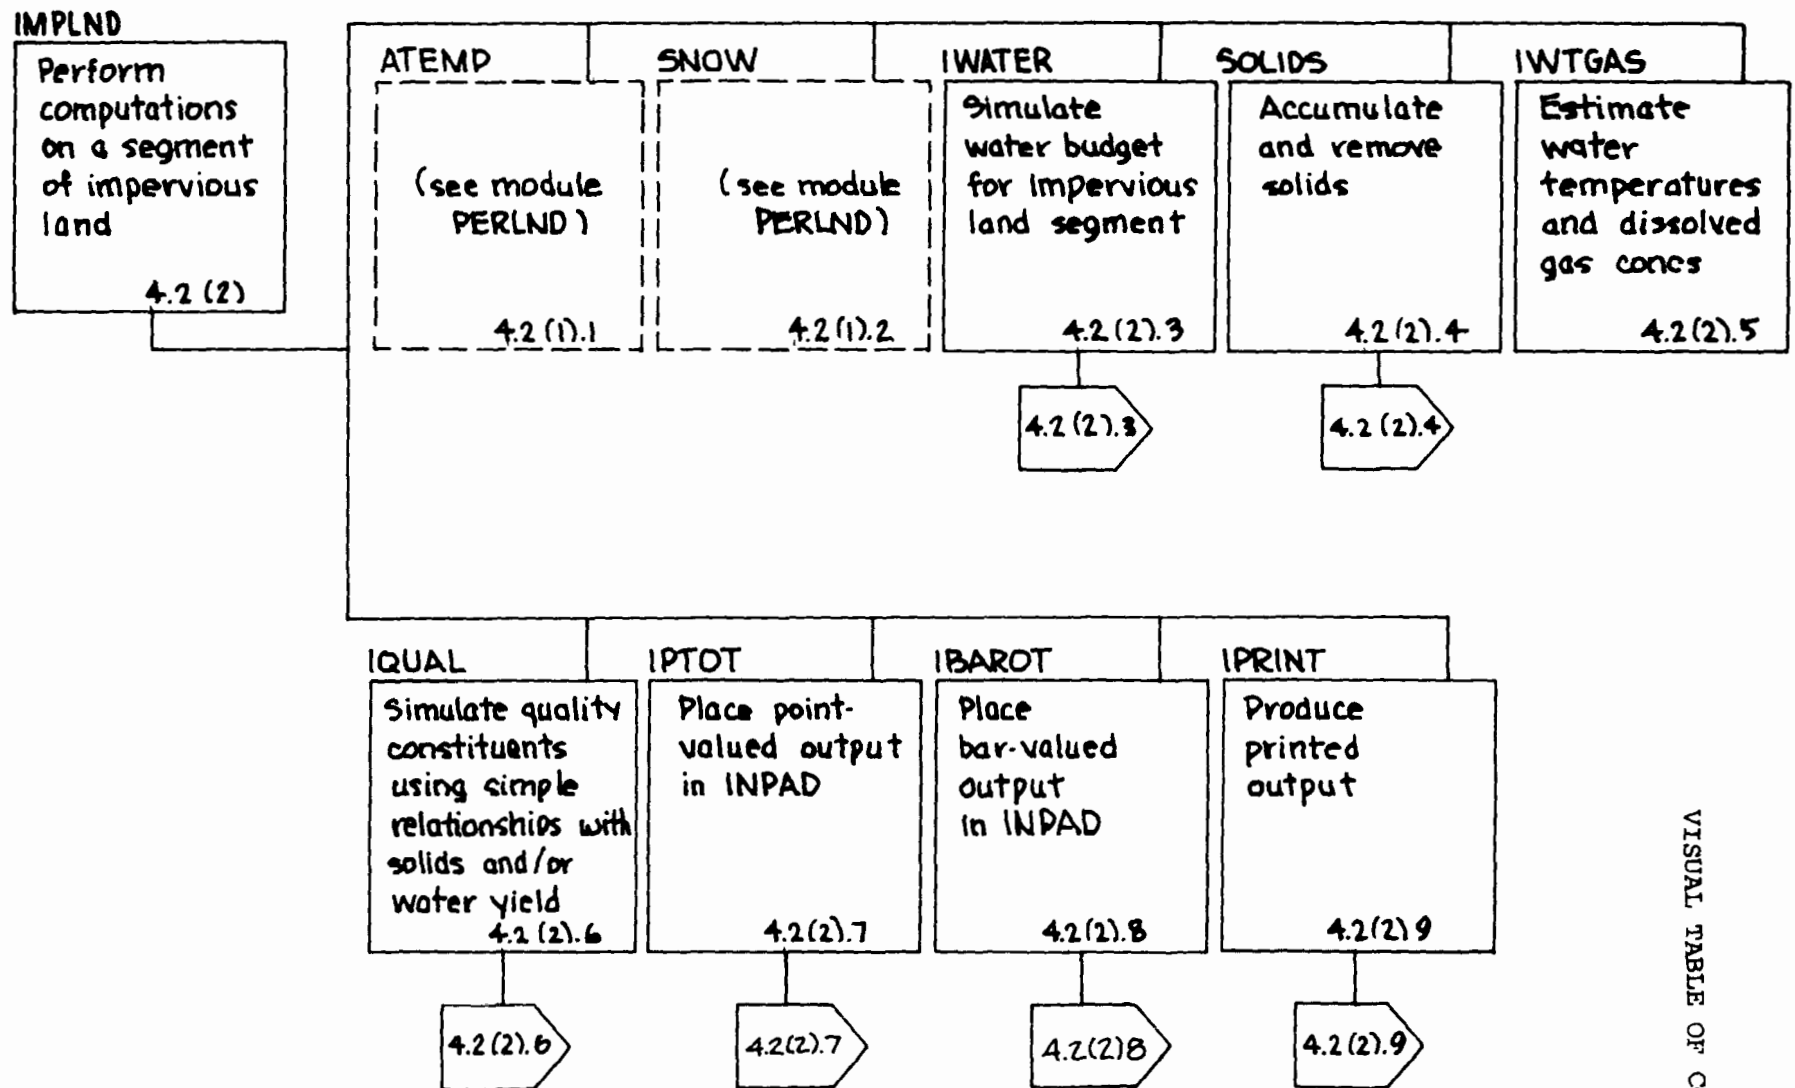 IMPLND
Perform
computations
on a segment
of impervious
land
4.2 (2)
ATEMP
(see module
PERLND)
4.2(1).1
SNOW
(see module
PERLND)
4.2(1).2
IWATER
Simulate
water budget
for impervious
land segment
4.2(2).3
4.2(2).3
SOLIDS
Accumulate
and remove
solids
4.2(2).4
4.2(2).4
IWTGAS
Estimate
water
temperatures
and dissolved
gas concs
4.2(2).5
IQUAL
Simulate quality
constituents
using simple
relationships with
solids and/or
water yield
4.2(2).6
4.2(2).6
IPTOT
Place point-
valued output
in INPAD
4.2(2).7
4.2(2).7
IBAROT
Place
bar-valued
output
in INPAD
4.2(2).8
4.2(2)8
IPRINT
Produce
printed
output
4.2(2)9
4.2(2).9
VISUAL TABLE OF C